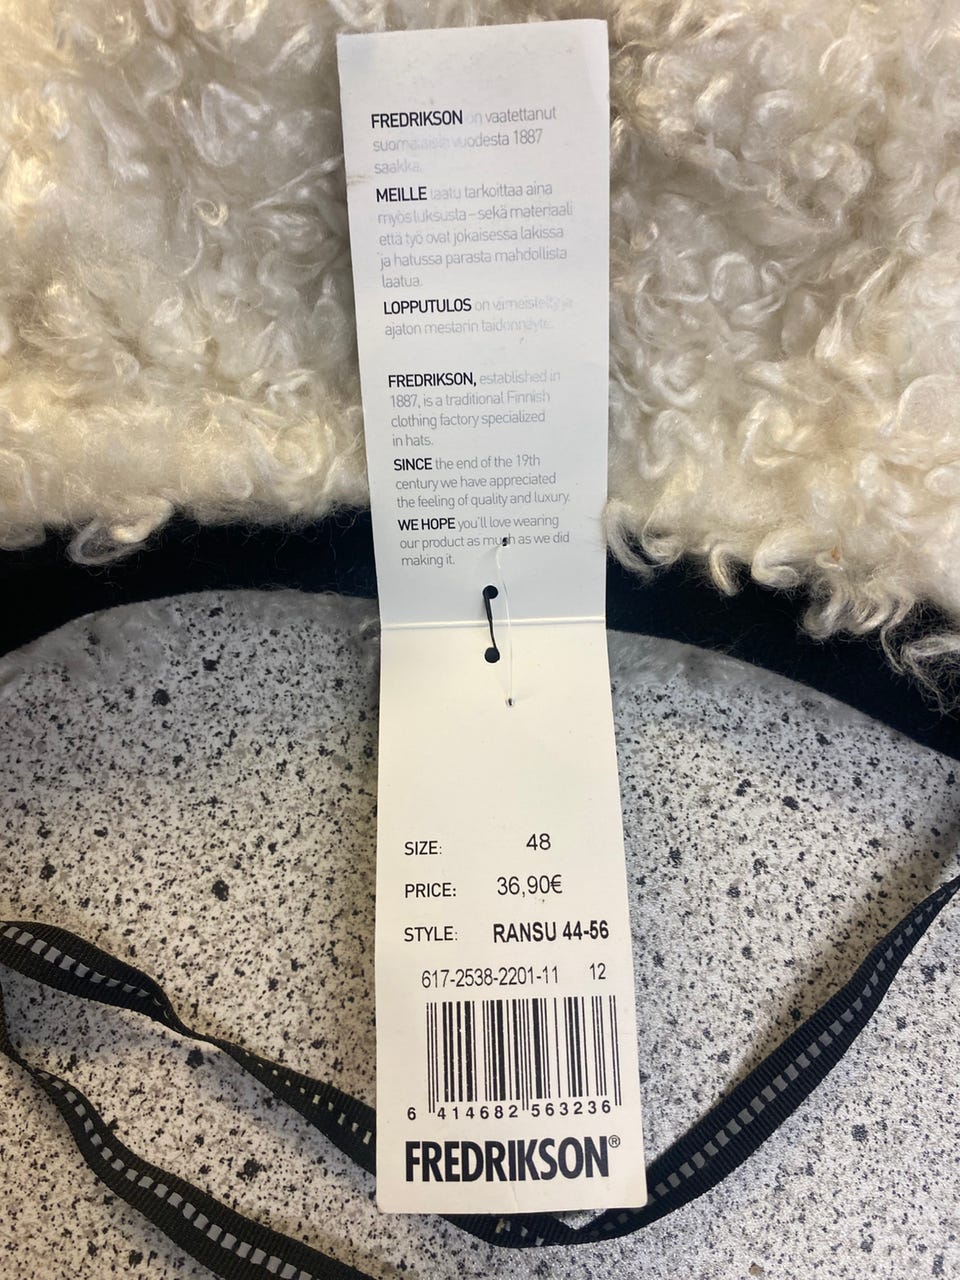 FREDRIKSON on vaatettanut
suomalaisia vuodesta 1887
saakka.
MEILLE laatu tarkoittaa aina
myös luksusta – sekä materiaali
että työ ovat jokaisessa lakissa
ja hatussa parasta mahdollista
laatua.
LOPPUTULOS on viimeistelty ja
ajaton mestarin taidonnäyte.
FREDRIKSON, established in
1887, is a traditional Finnish
clothing factory specialized
in hats.
SINCE the end of the 19th
century we have appreciated
the feeling of quality and luxury.
WE HOPE you'll love wearing
our product as much as we did
making it.
SIZE: 48
PRICE: 36,90€
STYLE: RANSU 44-56
617-2538-2201-11 12
6 414682 563236
FREDRIKSON®